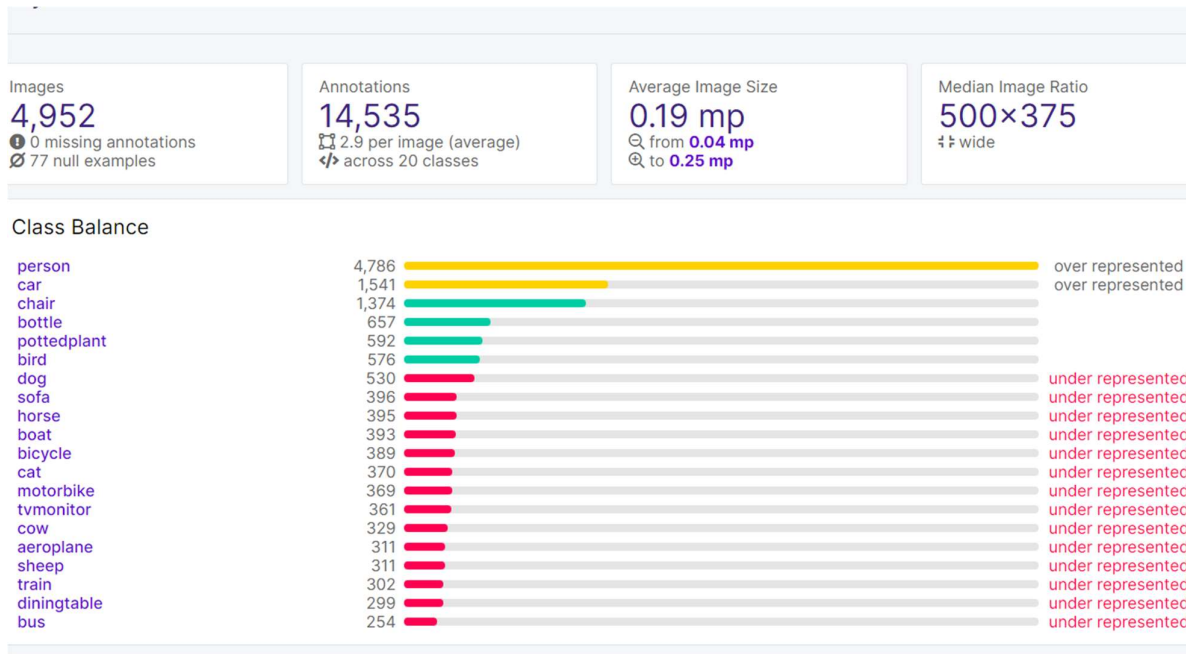 Images
4,952
0 missing annotations
77 null examples
Annotations
14,535
2.9 per image (average)
</> across 20 classes
Average Image Size
0.19 mp
from 0.04 mp
to 0.25 mp
Median Image Ratio
500×375
wide
Class Balance
person 4,786 over represented
car 1,541 over represented
chair 1,374
bottle 657
pottedplant 592
bird 576
dog 530 under represented
sofa 396 under represented
horse 395 under represented
boat 393 under represented
bicycle 389 under represented
cat 370 under represented
motorbike 369 under represented
tvmonitor 361 under represented
cow 329 under represented
aeroplane 311 under represented
sheep 311 under represented
train 302 under represented
diningtable 299 under represented
bus 254 under represented